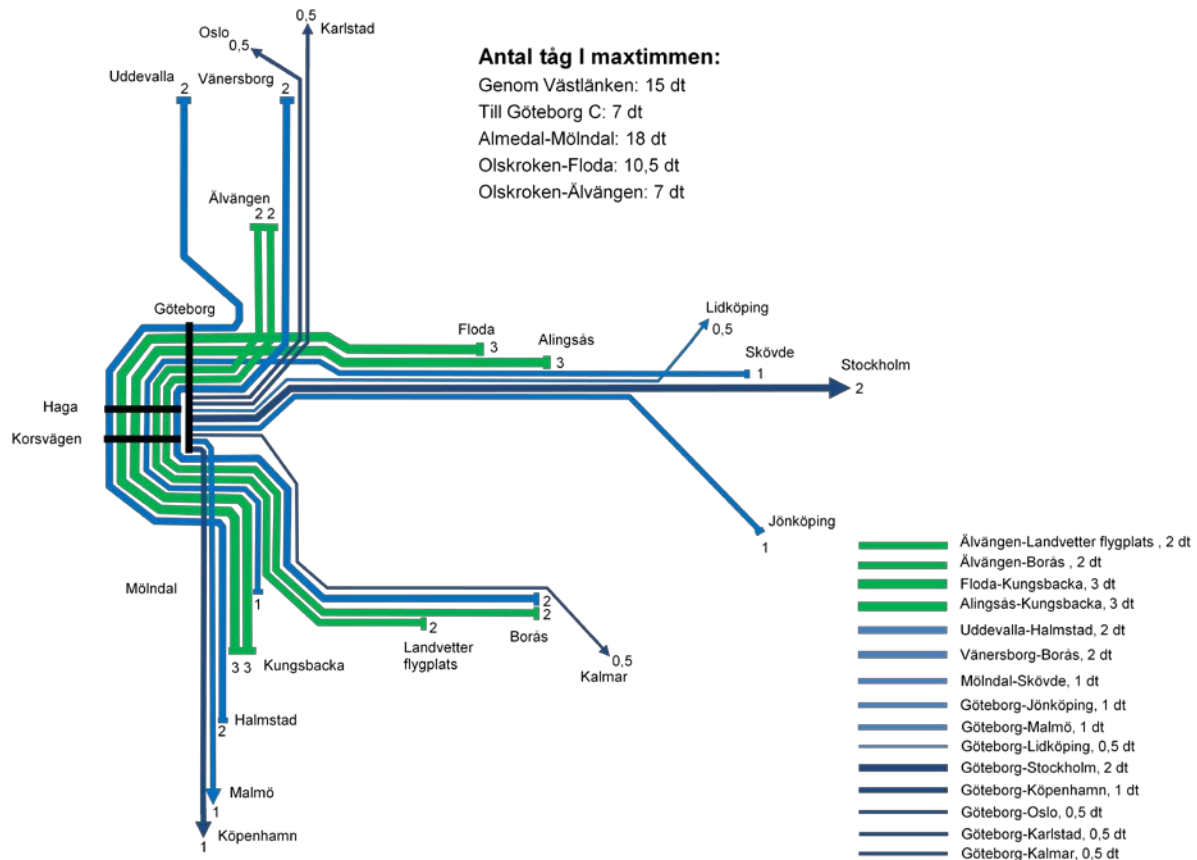 0,5
Karlstad
Oslo
0,5
Antal tåg I maxtimmen:
Genom Västlänken: 15 dt
Till Göteborg C: 7 dt
Almedal-Mölndal: 18 dt
Olskroken-Floda: 10,5 dt
Olskroken-Älvängen: 7 dt
Uddevalla
Vänersborg
2
2
Älvängen
2 2
Göteborg
Lidköping
0,5
Floda
3
Alingsås
3
Skövde
1
Stockholm
2
Haga
Korsvägen
Jönköping
1
Mölndal
1
2
2
Borås
2
Landvetter
flygplats
0,5
Kalmar
3 3
Kungsbacka
Halmstad
2
Malmö
1
Köpenhamn
1
Älvängen-Landvetter flygplats , 2 dt
Älvängen-Borås , 2 dt
Floda-Kungsbacka, 3 dt
Alingsås-Kungsbacka, 3 dt
Uddevalla-Halmstad, 2 dt
Vänersborg-Borås, 2 dt
Mölndal-Skövde, 1 dt
Göteborg-Jönköping, 1 dt
Göteborg-Malmö, 1 dt
Göteborg-Lidköping, 0,5 dt
Göteborg-Stockholm, 2 dt
Göteborg-Köpenhamn, 1 dt
Göteborg-Oslo, 0,5 dt
Göteborg-Karlstad, 0,5 dt
Göteborg-Kalmar, 0,5 dt